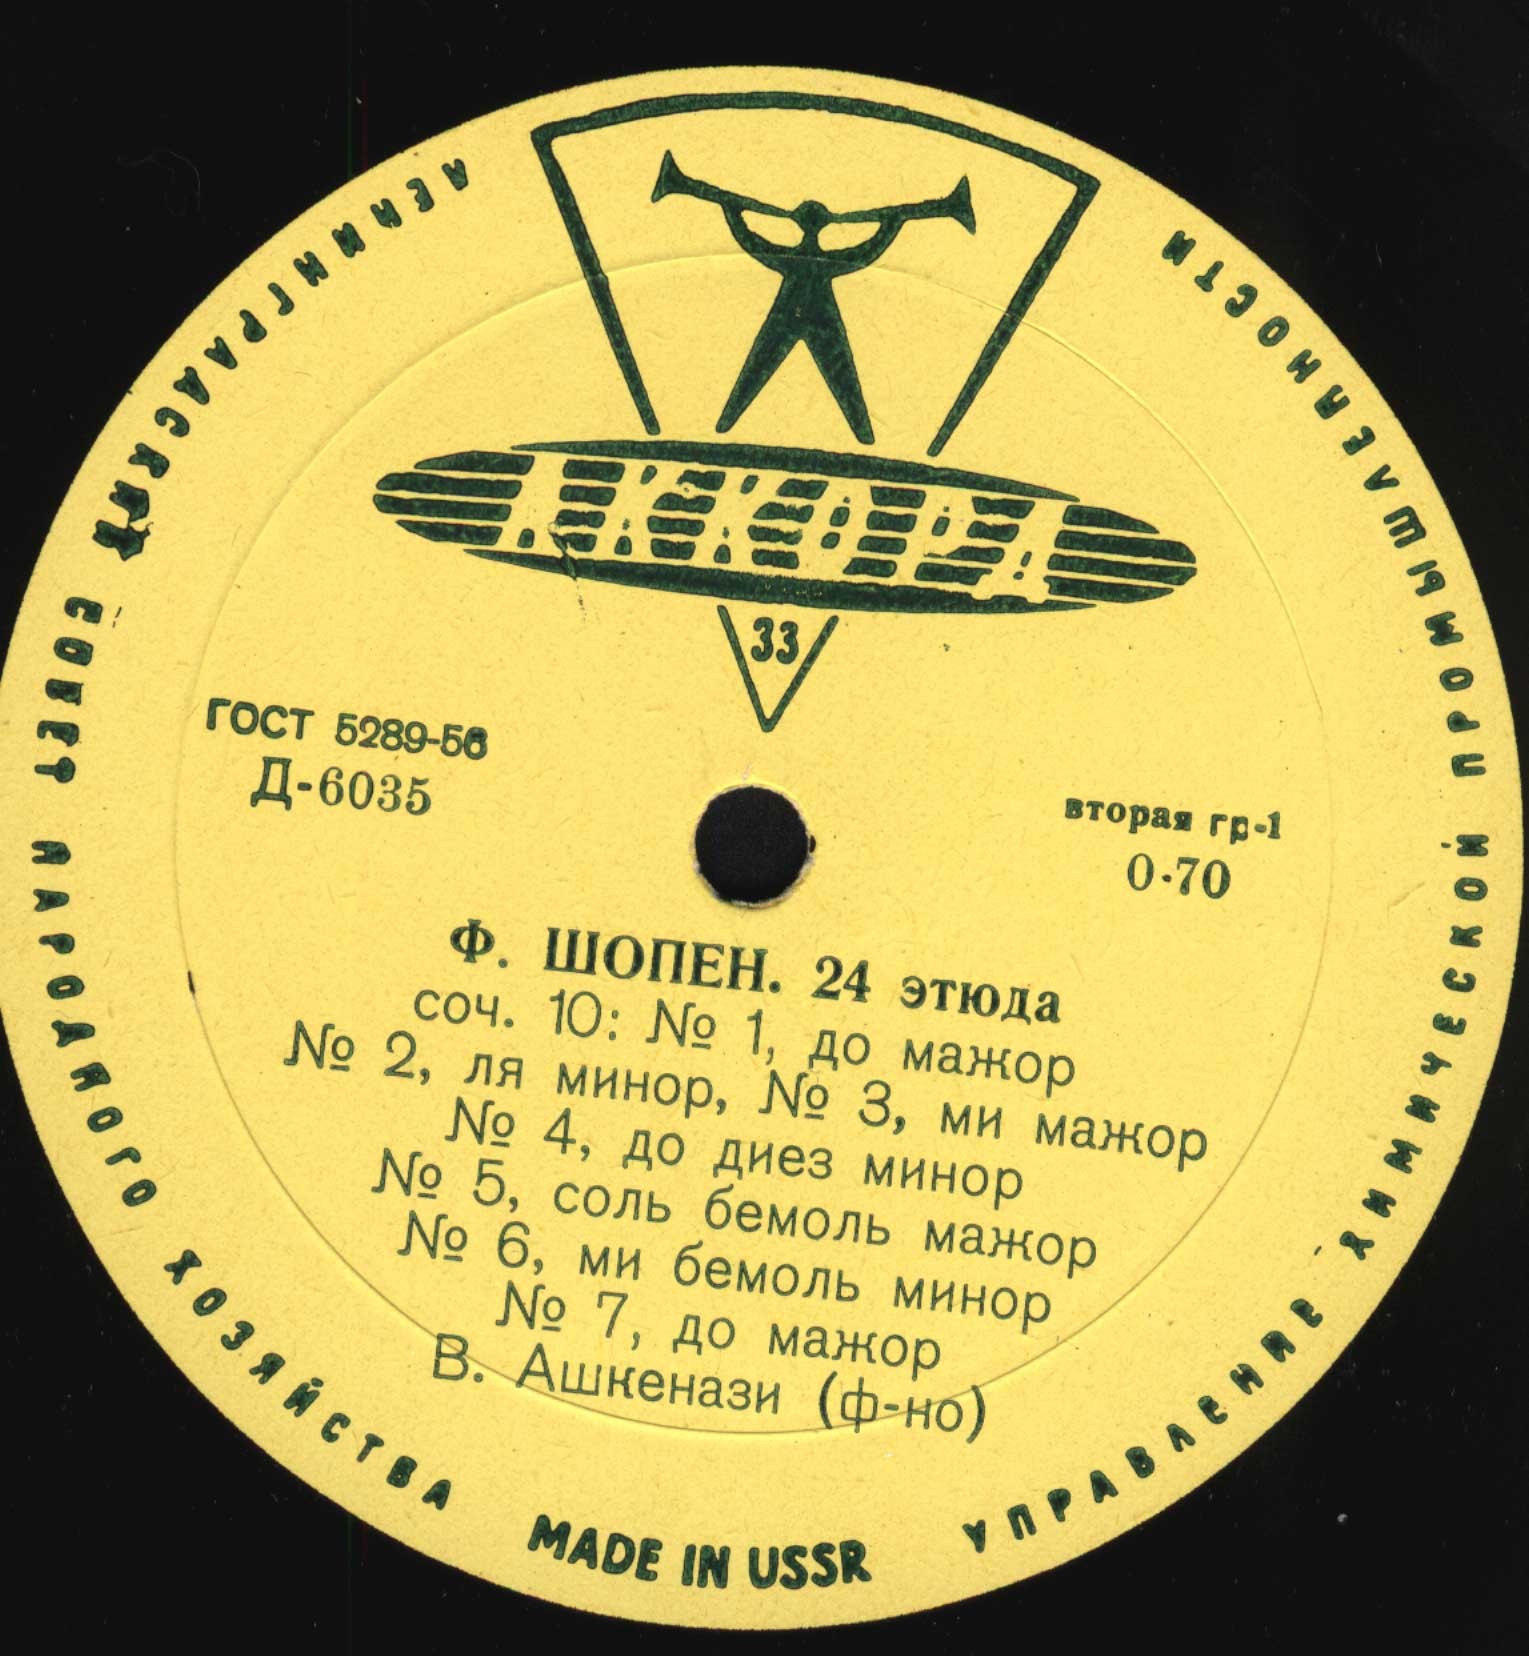 ЛЕНИНГРАДСКИЙ СОВЕТ НАРОДНОГО ХОЗЯЙСТВА
УПРАВЛЕНИЕ ХИМИЧЕСКОЙ ПРОМЫШЛЕННОСТИ
АККОРД
33
ГОСТ 5289-56
Д-6035
вторая гр-1
0-70
Ф. ШОПЕН. 24 этюда
соч. 10: № 1, до мажор
№ 2, ля минор, № 3, ми мажор
№ 4, до диез минор
№ 5, соль бемоль мажор
№ 6, ми бемоль минор
№ 7, до мажор
В. Ашкенази (ф-но)
MADE IN USSR